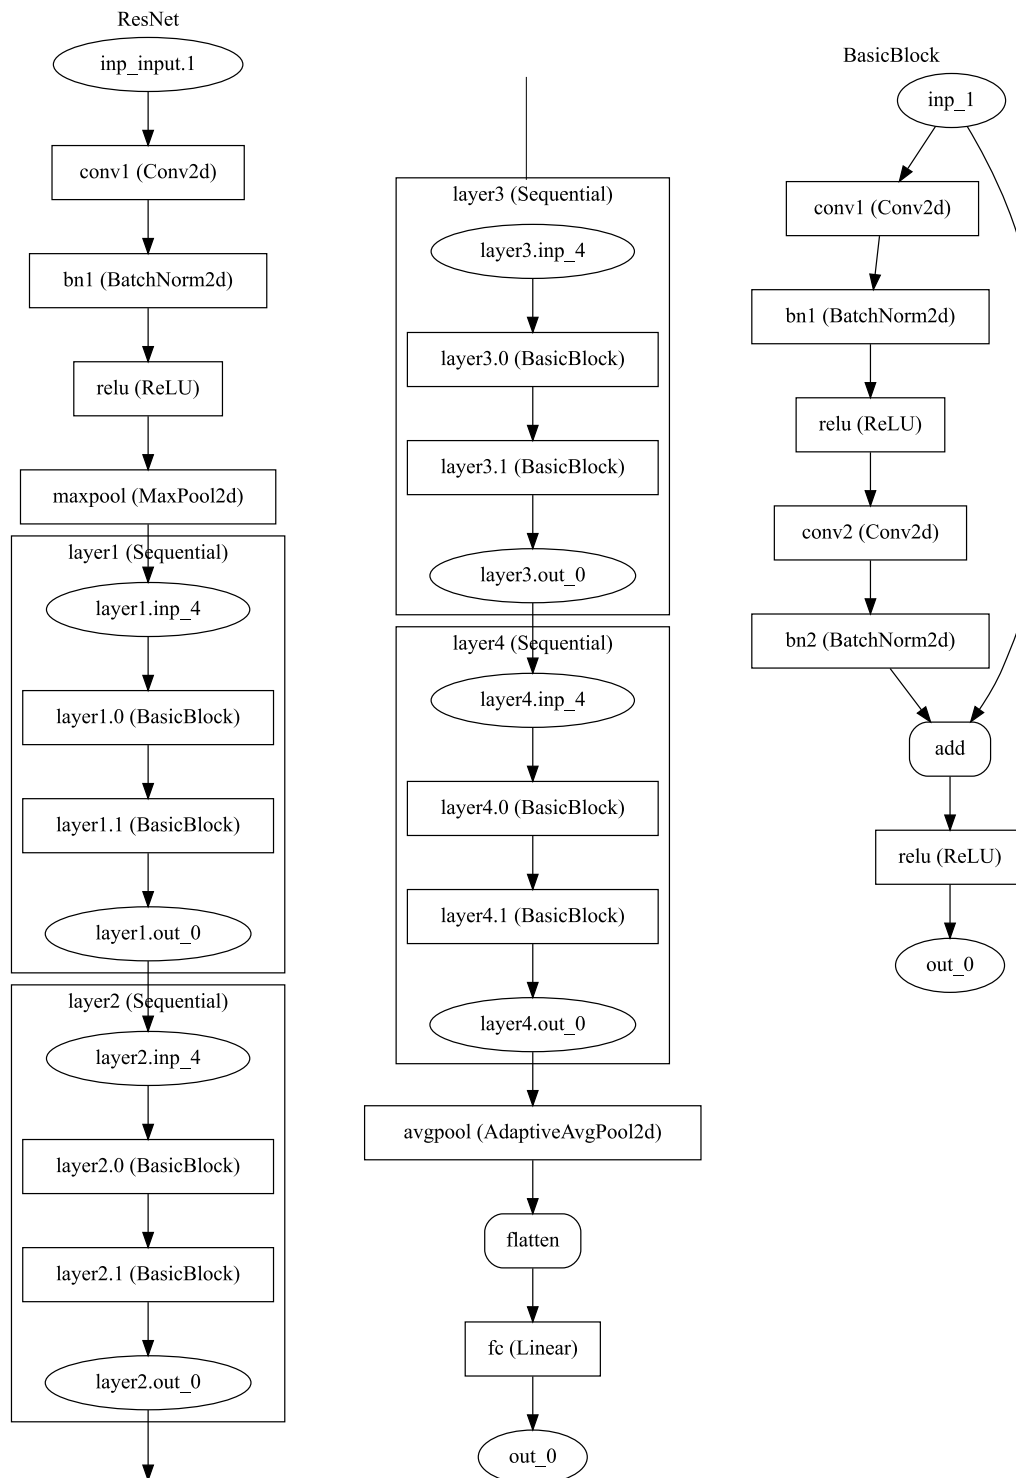 ResNet
inp_input.1
conv1 (Conv2d)
bn1 (BatchNorm2d)
relu (ReLU)
maxpool (MaxPool2d)
layer1 (Sequential)
layer1.inp_4
layer1.0 (BasicBlock)
layer1.1 (BasicBlock)
layer1.out_0
layer2 (Sequential)
layer2.inp_4
layer2.0 (BasicBlock)
layer2.1 (BasicBlock)
layer2.out_0
layer3 (Sequential)
layer3.inp_4
layer3.0 (BasicBlock)
layer3.1 (BasicBlock)
layer3.out_0
layer4 (Sequential)
layer4.inp_4
layer4.0 (BasicBlock)
layer4.1 (BasicBlock)
layer4.out_0
avgpool (AdaptiveAvgPool2d)
flatten
fc (Linear)
out_0
BasicBlock
inp_1
conv1 (Conv2d)
bn1 (BatchNorm2d)
relu (ReLU)
conv2 (Conv2d)
bn2 (BatchNorm2d)
add
relu (ReLU)
out_0